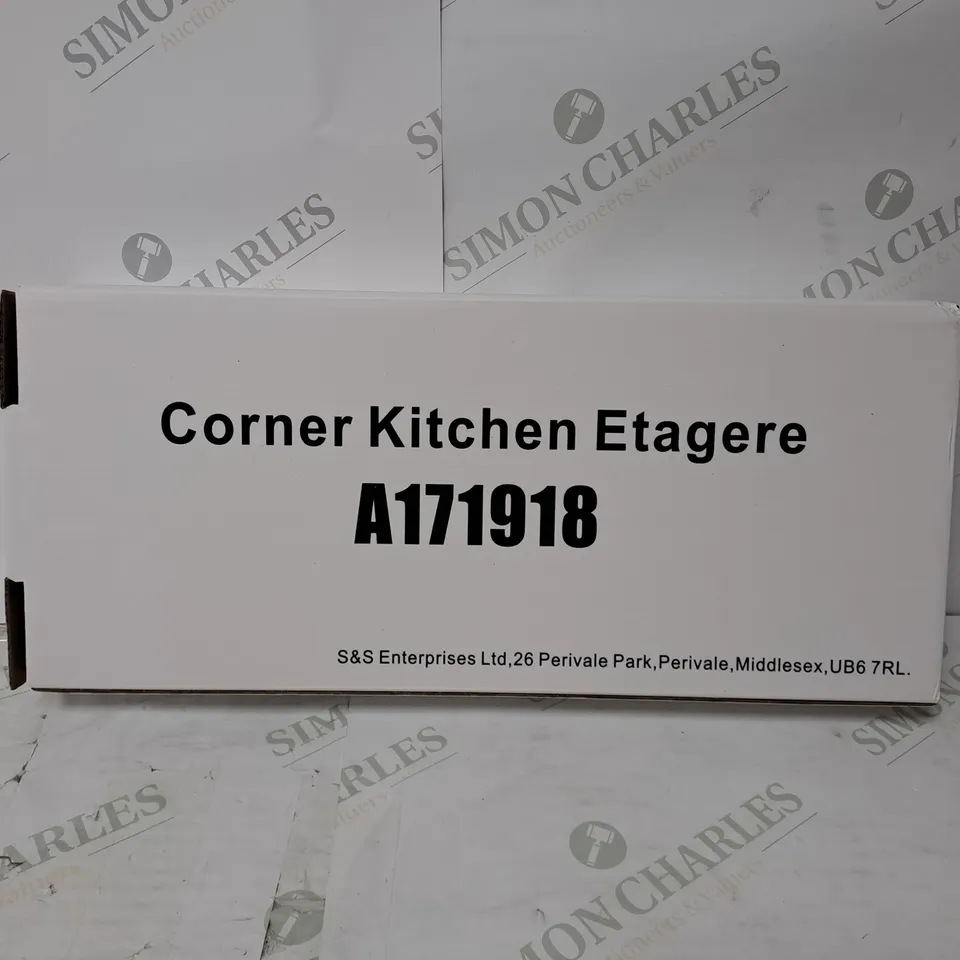 SIMON CHARLES
Auctioneers & Valuers
Corner Kitchen Etagere
A171918
S&S Enterprises Ltd,26 Perivale Park,Perivale,Middlesex,UB6 7RL.